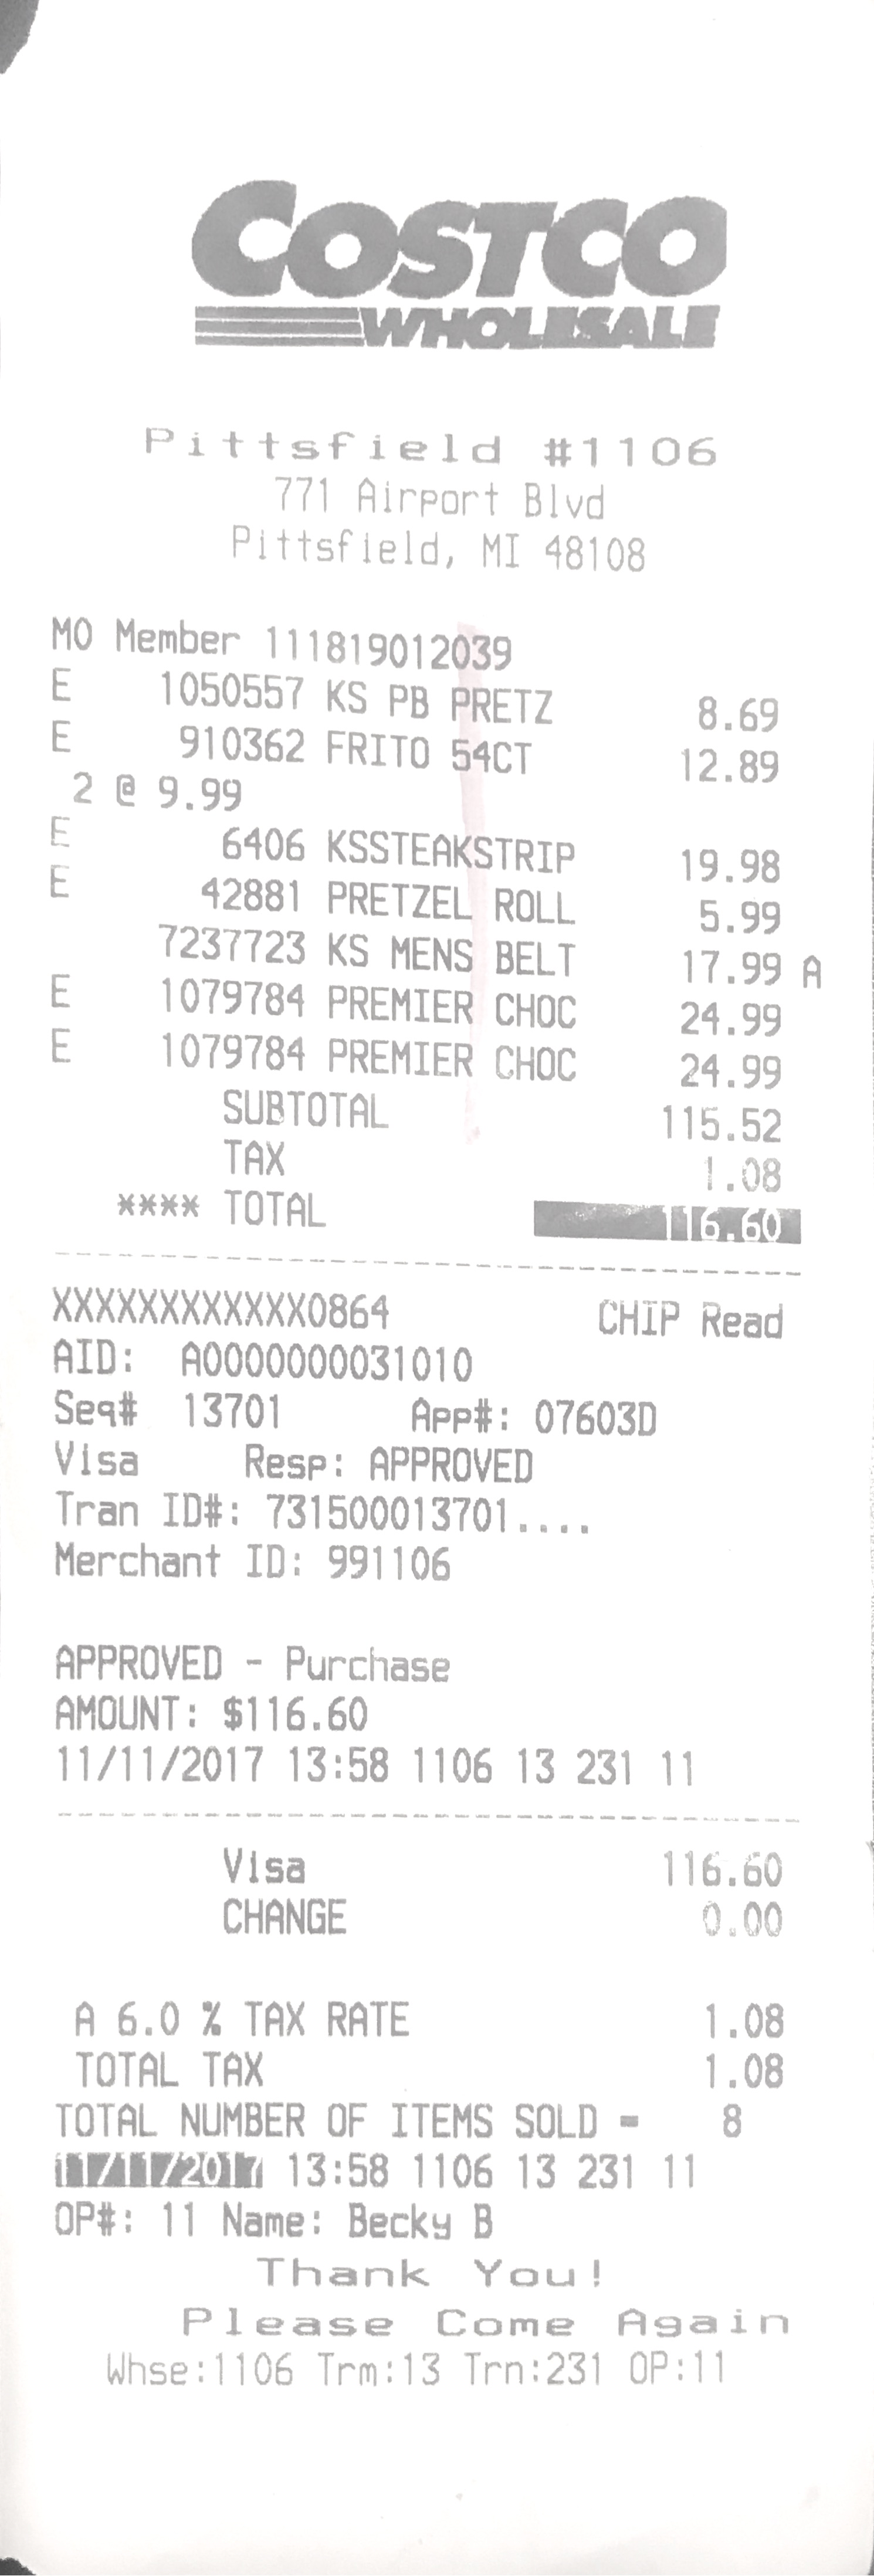 COSTCO
WHOLESALE
Pittsfield #1106
771 Airport Blvd
Pittsfield, MI 48108
MO Member 111819012039
E 1050557 KS PB PRETZ 8.69
E 910362 FRITO 54CT 12.89
2 @ 9.99
E 6406 KSSTEAKSTRIP 19.98
E 42881 PRETZEL ROLL 5.99
7237723 KS MENS BELT 17.99 A
E 1079784 PREMIER CHOC 24.99
E 1079784 PREMIER CHOC 24.99
SUBTOTAL 115.52
TAX 1.08
**** TOTAL 116.60
XXXXXXXXXXXX0864 CHIP Read
AID: A0000000031010
Seq# 13701 App#: 07603D
Visa Resp: APPROVED
Tran ID#: 731500013701....
Merchant ID: 991106
APPROVED - Purchase
AMOUNT: $116.60
11/11/2017 13:58 1106 13 231 11
Visa 116.60
CHANGE 0.00
A 6.0 % TAX RATE 1.08
TOTAL TAX 1.08
TOTAL NUMBER OF ITEMS SOLD = 8
11/11/2017 13:58 1106 13 231 11
OP#: 11 Name: Becky B
Thank You!
Please Come Again
Whse:1106 Trm:13 Trn:231 OP:11